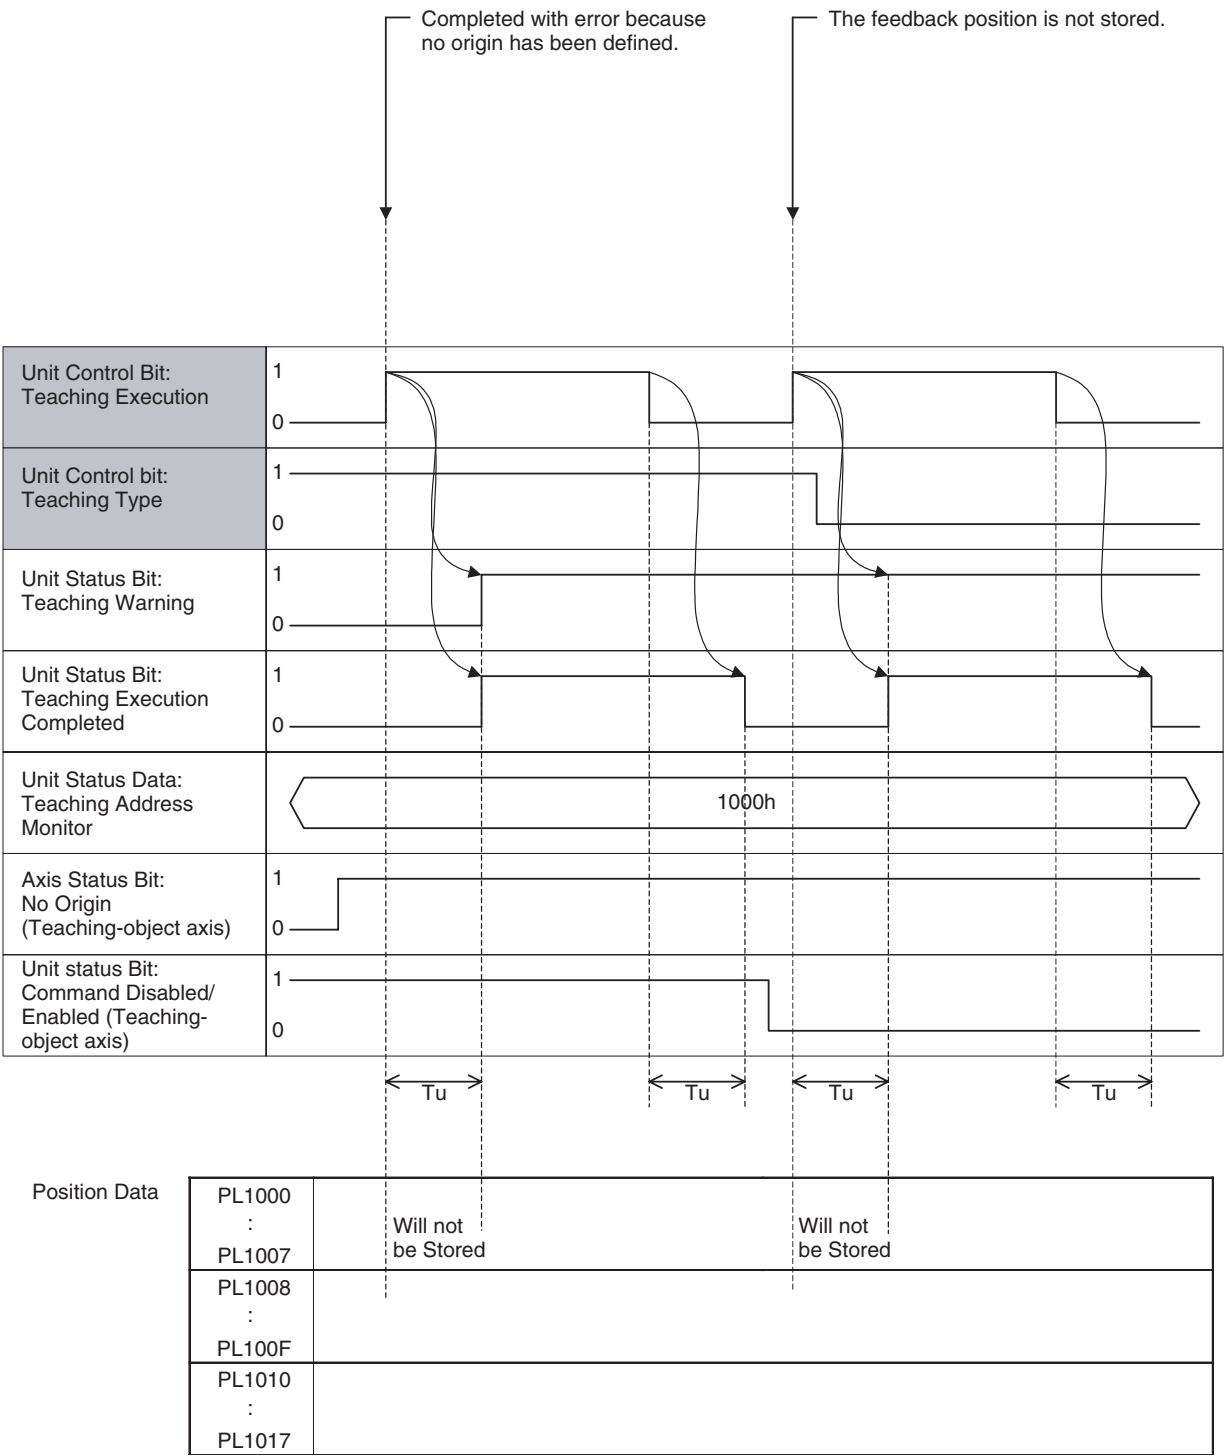 Completed with error because
no origin has been defined.
The feedback position is not stored.
Unit Control Bit:
Teaching Execution
1
0
Unit Control bit:
Teaching Type
1
0
Unit Status Bit:
Teaching Warning
1
0
Unit Status Bit:
Teaching Execution
Completed
1
0
Unit Status Data:
Teaching Address
Monitor
1000h
Axis Status Bit:
No Origin
(Teaching-object axis)
1
0
Unit status Bit:
Command Disabled/
Enabled (Teaching-
object axis)
1
0
Tu Tu Tu Tu
Position Data
PL1000
:
PL1007
Will not
be Stored
Will not
be Stored
PL1008
:
PL100F
PL1010
:
PL1017